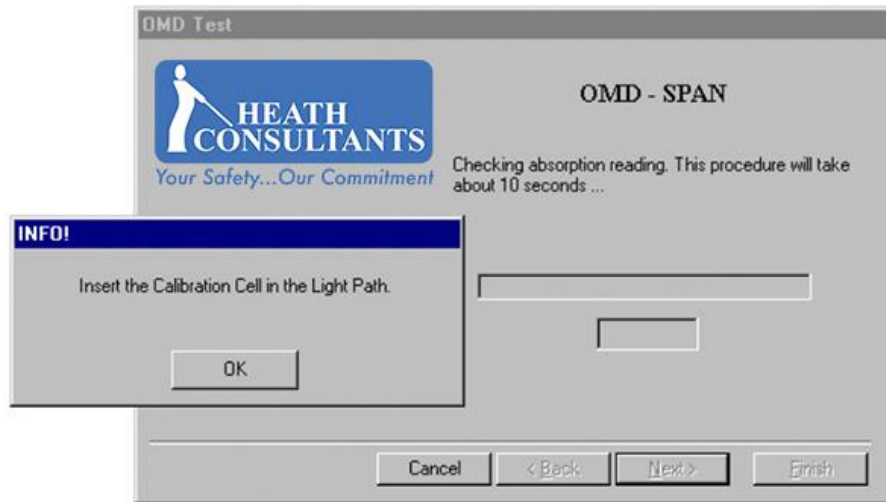 OMD Test
HEATH
CONSULTANTS
Your Safety...Our Commitment
OMD - SPAN
Checking absorption reading. This procedure will take
about 10 seconds ...
INFO!
Insert the Calibration Cell in the Light Path.
OK
Cancel
< Back
Next >
Finish